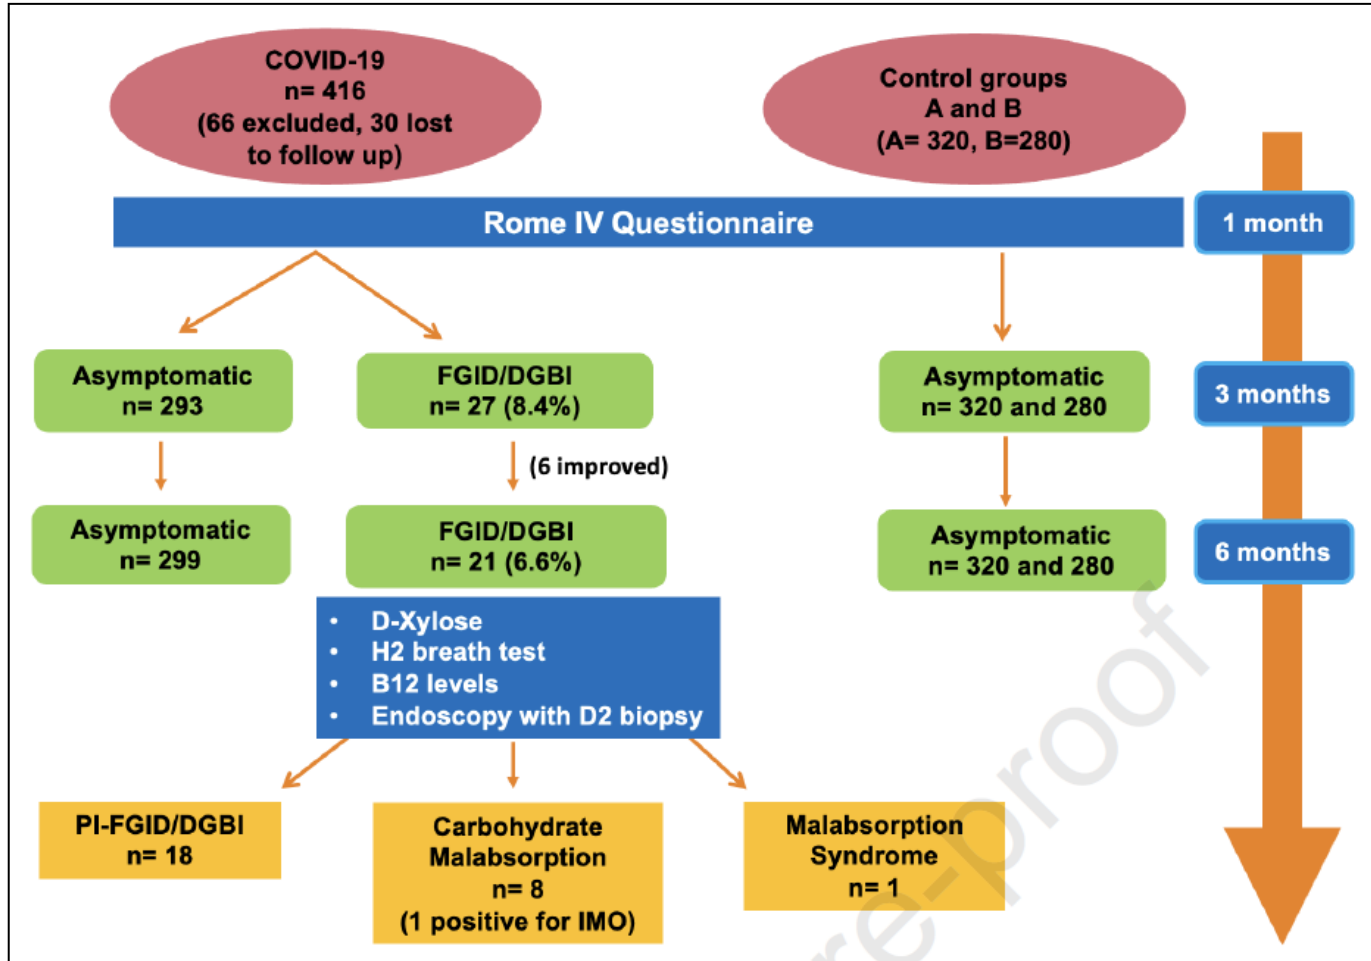 COVID-19
n= 416
(66 excluded, 30 lost
to follow up)
Control groups
A and B
(A= 320, B=280)
Rome IV Questionnaire
1 month
Asymptomatic
n= 293
FGID/DGBI
n= 27 (8.4%)
Asymptomatic
n= 320 and 280
3 months
(6 improved)
Asymptomatic
n= 299
FGID/DGBI
n= 21 (6.6%)
Asymptomatic
n= 320 and 280
6 months
• D-Xylose
• H2 breath test
• B12 levels
• Endoscopy with D2 biopsy
PI-FGID/DGBI
n= 18
Carbohydrate
Malabsorption
n= 8
(1 positive for IMO)
Malabsorption
Syndrome
n= 1
re-proof